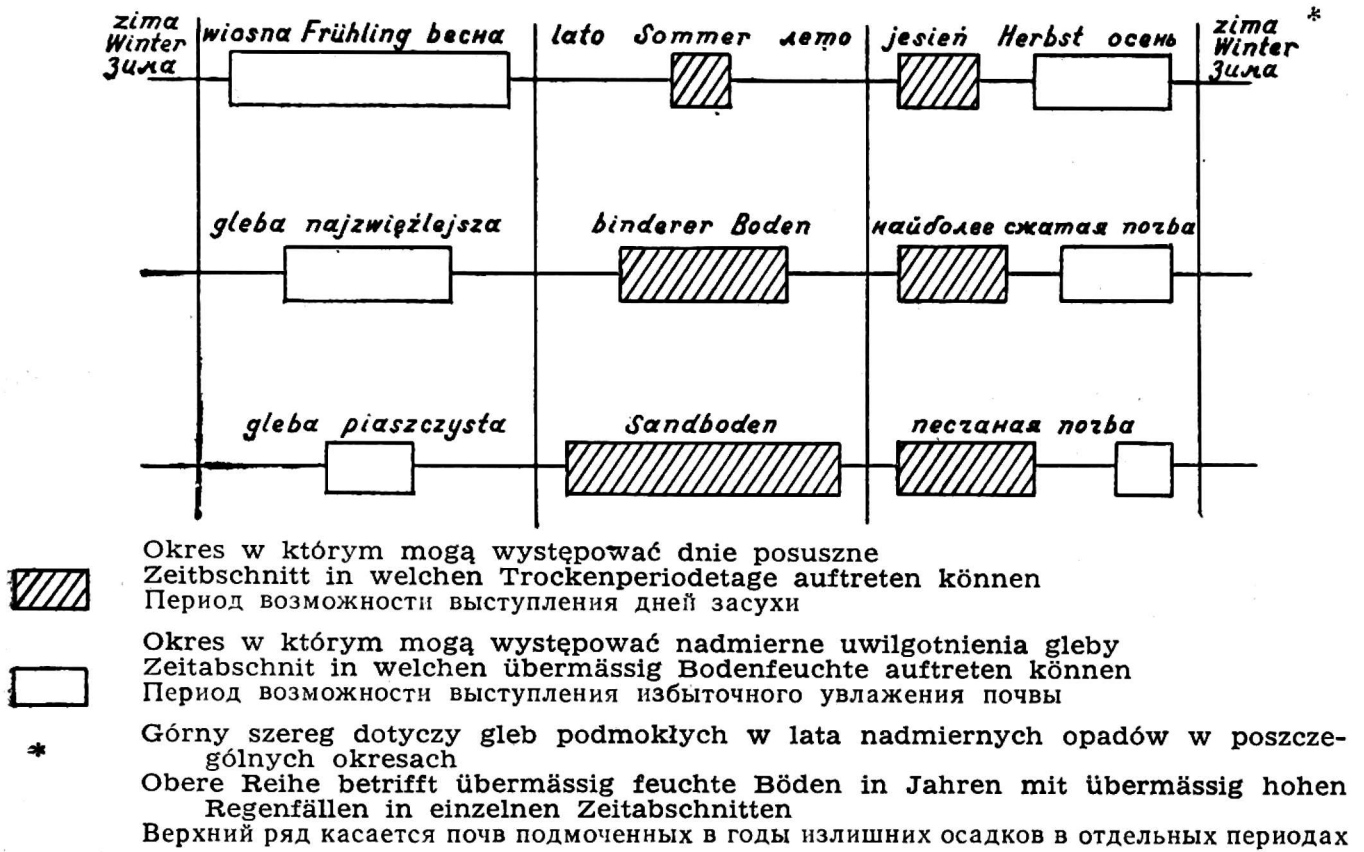 zima
Winter
зима
wiosna Frühling весна
lato Sommer лето
jesień Herbst осень
zima *
Winter
зима
gleba najzwięźlejsza
binderer Boden
наиболее сжатая почва
gleba piaszczysta
Sandboden
песчаная почва
Okres w którym mogą występować dnie posuszne
Zeitbschnitt in welchen Trockenperiodetage auftreten können
Период возможности выступления дней засухи
Okres w którym mogą występować nadmierne uwilgotnienia gleby
Zeitabschnit in welchen übermässig Bodenfeuchte auftreten können
Период возможности выступления избыточного увлажения почвы
* Górny szereg dotyczy gleb podmokłych w lata nadmiernych opadów w poszcze-
gólnych okresach
Obere Reihe betrifft übermässig feuchte Böden in Jahren mit übermässig hohen
Regenfällen in einzelnen Zeitabschnitten
Верхний ряд касается почв подмоченных в годы излишних осадков в отдельных периодах